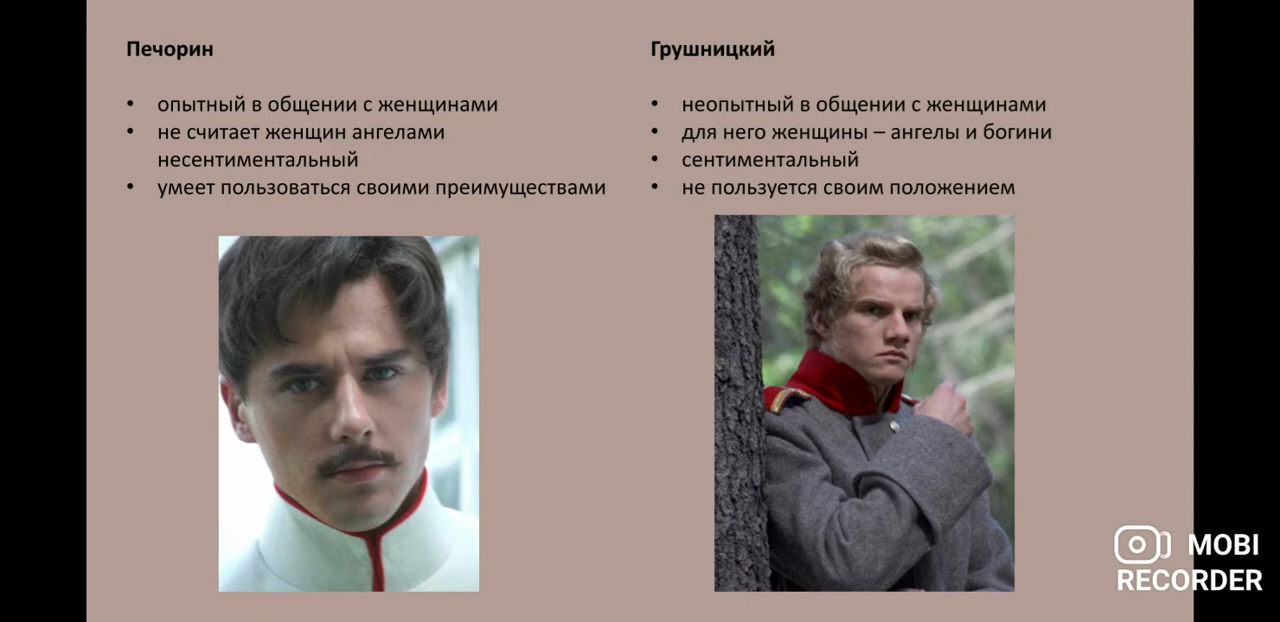 Печорин
• опытный в общении с женщинами
• не считает женщин ангелами
несентиментальный
• умеет пользоваться своими преимуществами
Грушницкий
• неопытный в общении с женщинами
• для него женщины – ангелы и богини
• сентиментальный
• не пользуется своим положением
MOBI
RECORDER